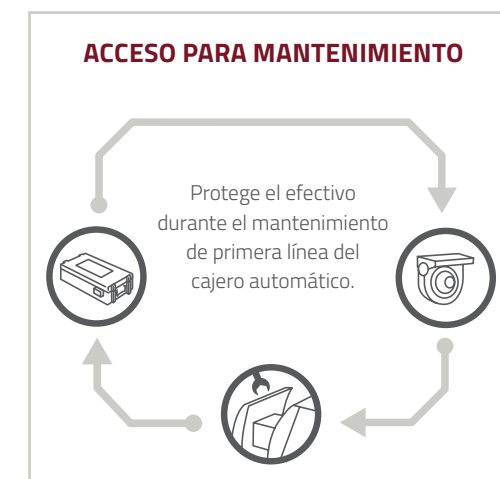 ACCESO PARA MANTENIMIENTO
Protege el efectivo
durante el mantenimiento
de primera línea del
cajero automático.